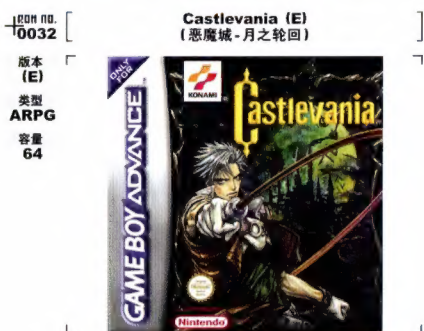 ROM NO.
0032
Castlevania (E)
(恶魔城-月之轮回)
版本
(E)
类型
ARPG
容量
64
ONLY
FOR
GAME BOY ADVANCE
KONAMI
Castlevania
Nintendo